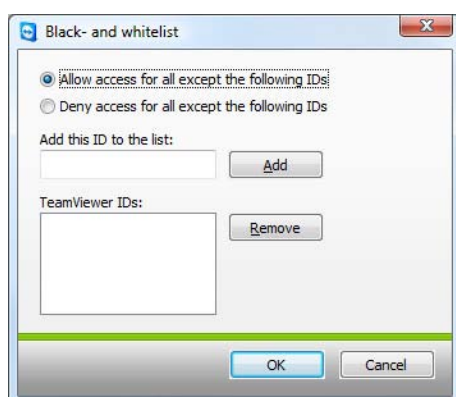 Black- and whitelist
Allow access for all except the following IDs
Deny access for all except the following IDs
Add this ID to the list:
Add
TeamViewer IDs:
Remove
OK
Cancel